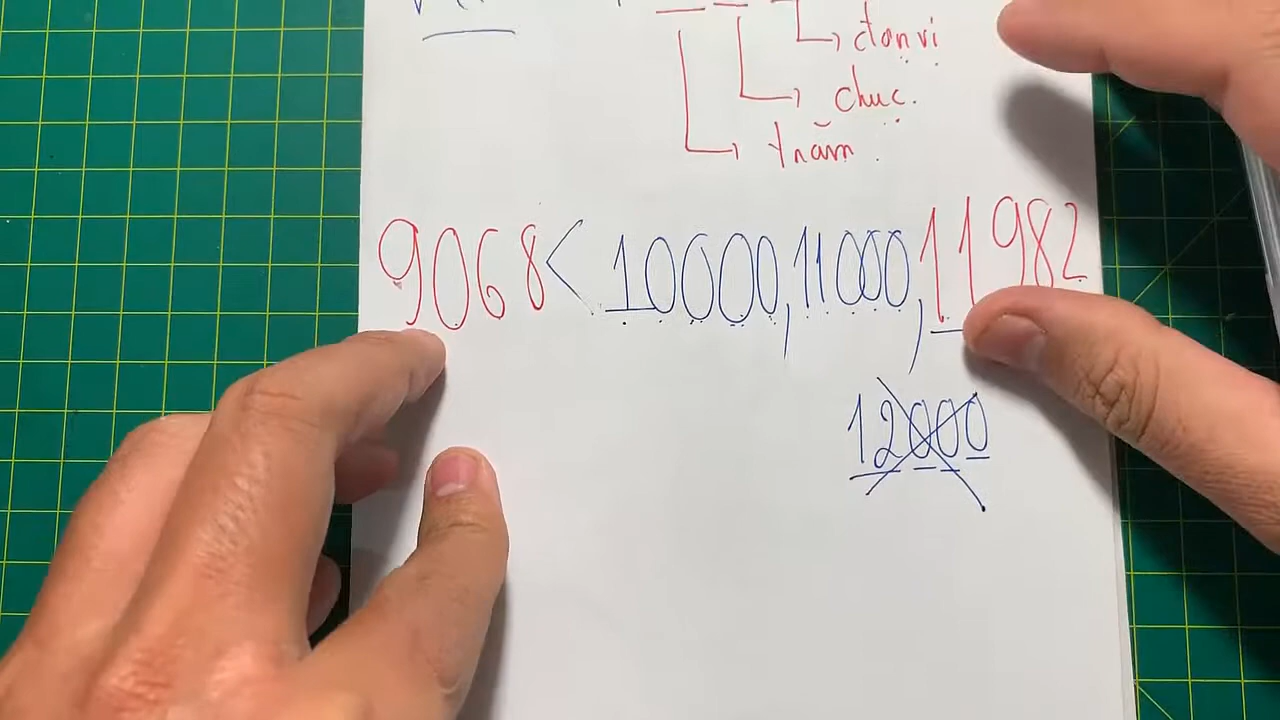 đơn vị
chục.
trăm.
9068 < 10000, 11000, 11982
12000